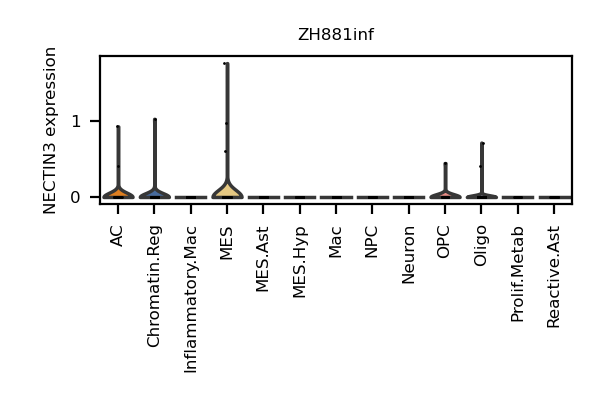 ZH881inf
NECTIN3 expression
1
0
AC
Chromatin.Reg
Inflammatory.Mac
MES
MES.Ast
MES.Hyp
Mac
NPC
Neuron
OPC
Oligo
Prolif.Metab
Reactive.Ast